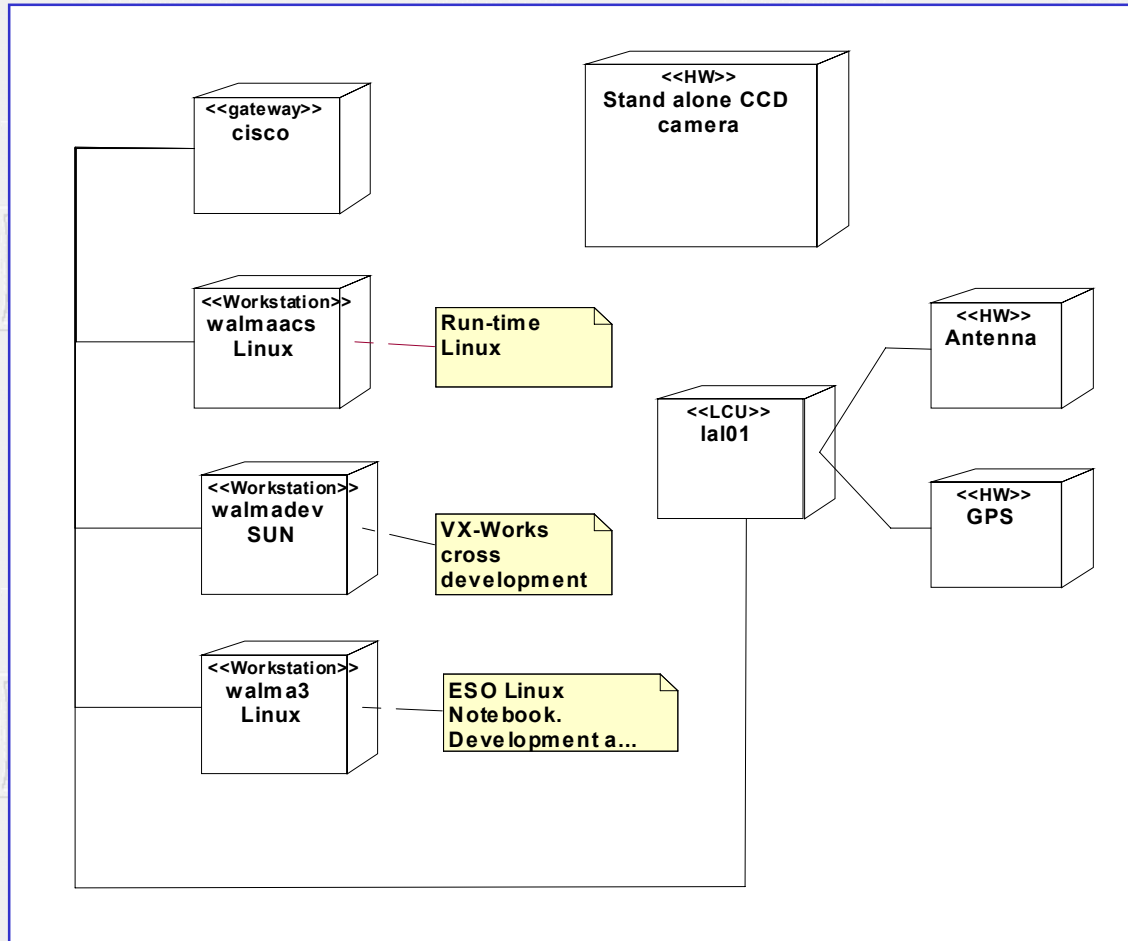 <<gateway>>
cisco
<<HW>>
Stand alone CCD
camera
<<Workstation>>
walmaacs
Linux
Run-time
Linux
<<HW>>
Antenna
<<LCU>>
lal01
<<Workstation>>
walmadev
SUN
VX-Works
cross
development
<<HW>>
GPS
<<Workstation>>
walma3
Linux
ESO Linux
Notebook.
Development a...